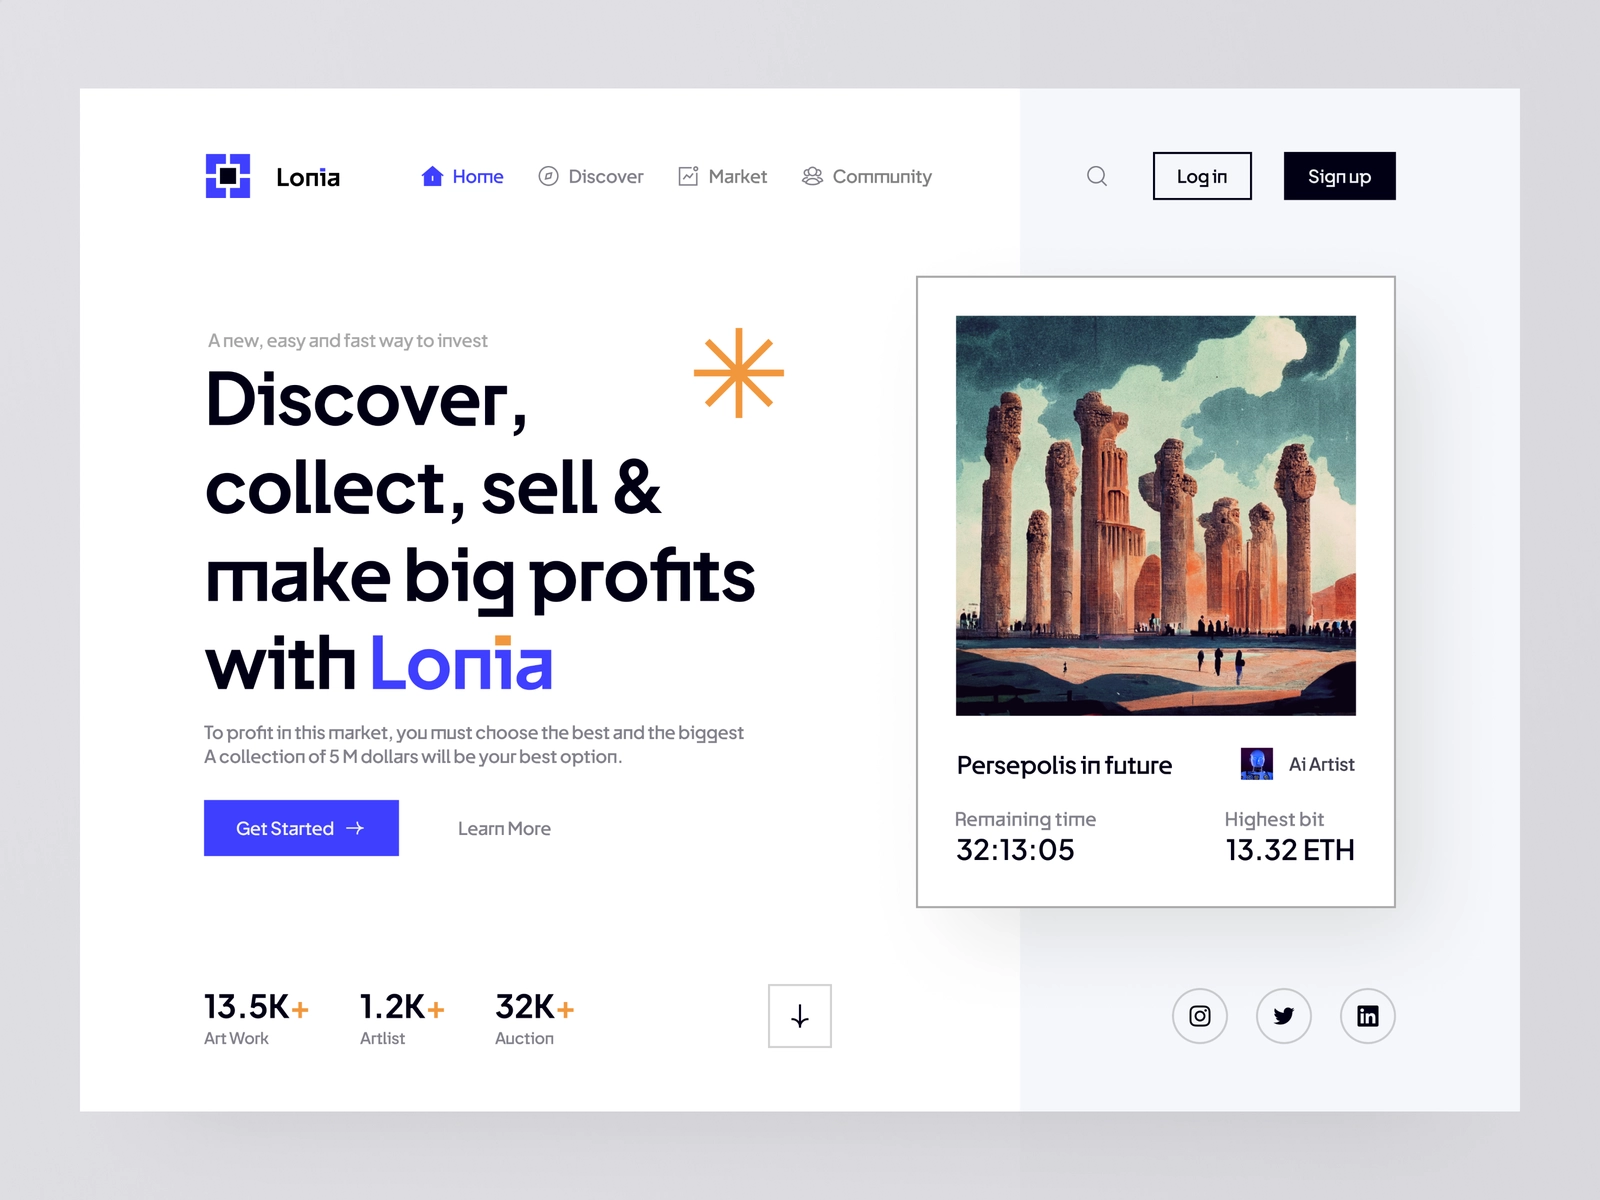 Lonia
Home
Discover
Market
Community
Log in
Sign up
A new, easy and fast way to invest
Discover,
collect, sell &
make big profits
with Lonia
To profit in this market, you must choose the best and the biggest
A collection of 5 M dollars will be your best option.
Get Started
Learn More
Persepolis in future
Ai Artist
Remaining time
Highest bit
32:13:05
13.32 ETH
13.5K+
1.2K+
32K+
Art Work
Artlist
Auction
in